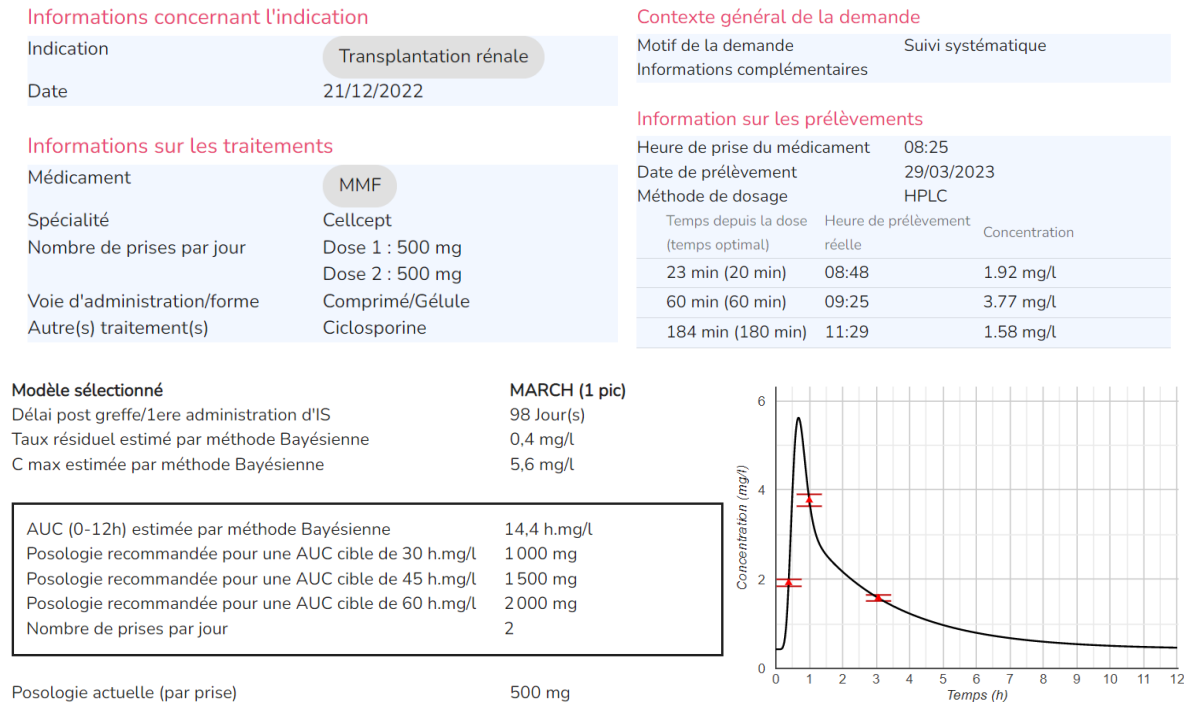 Informations concernant l'indication
Indication Transplantation rénale
Date 21/12/2022
Informations sur les traitements
Médicament MMF
Spécialité Cellcept
Nombre de prises par jour Dose 1 : 500 mg
Dose 2 : 500 mg
Voie d'administration/forme Comprimé/Gélule
Autre(s) traitement(s) Ciclosporine
Contexte général de la demande
Motif de la demande Suivi systématique
Informations complémentaires
Information sur les prélèvements
Heure de prise du médicament 08:25
Date de prélèvement 29/03/2023
Méthode de dosage HPLC
Temps depuis la dose Heure de prélèvement Concentration
(temps optimal) réelle
23 min (20 min) 08:48 1.92 mg/l
60 min (60 min) 09:25 3.77 mg/l
184 min (180 min) 11:29 1.58 mg/l
Modèle sélectionné MARCH (1 pic)
Délai post greffe/1ere administration d'IS 98 Jour(s)
Taux résiduel estimé par méthode Bayésienne 0,4 mg/l
C max estimée par méthode Bayésienne 5,6 mg/l
AUC (0-12h) estimée par méthode Bayésienne 14,4 h.mg/l
Posologie recommandée pour une AUC cible de 30 h.mg/l 1 000 mg
Posologie recommandée pour une AUC cible de 45 h.mg/l 1 500 mg
Posologie recommandée pour une AUC cible de 60 h.mg/l 2 000 mg
Nombre de prises par jour 2
Posologie actuelle (par prise) 500 mg
Concentration (mg/l)
6
4
2
0
0 1 2 3 4 5 6 7 8 9 10 11 12
Temps (h)